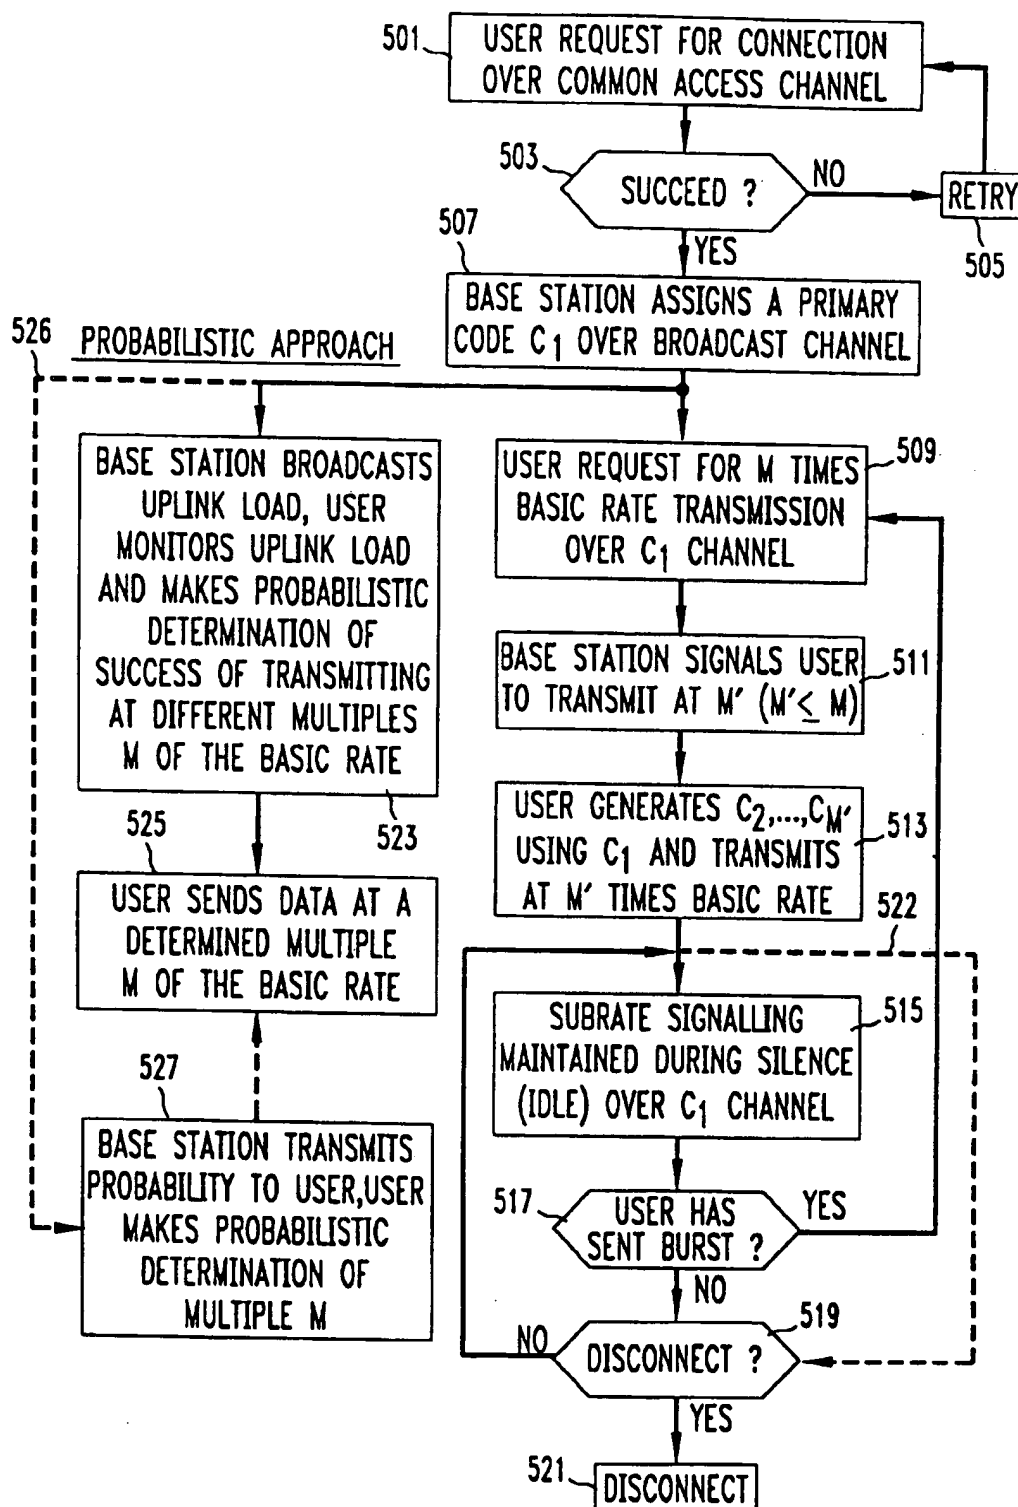 501
USER REQUEST FOR CONNECTION
OVER COMMON ACCESS CHANNEL
503
SUCCEED ?
NO
RETRY
505
YES
507
BASE STATION ASSIGNS A PRIMARY
CODE C1 OVER BROADCAST CHANNEL
526
PROBABILISTIC APPROACH
BASE STATION BROADCASTS
UPLINK LOAD, USER
MONITORS UPLINK LOAD
AND MAKES PROBABILISTIC
DETERMINATION OF
SUCCESS OF TRANSMITTING
AT DIFFERENT MULTIPLES
M OF THE BASIC RATE
523
525
USER SENDS DATA AT A
DETERMINED MULTIPLE
M OF THE BASIC RATE
527
BASE STATION TRANSMITS
PROBABILITY TO USER,USER
MAKES PROBABILISTIC
DETERMINATION OF
MULTIPLE M
USER REQUEST FOR M TIMES
BASIC RATE TRANSMISSION
OVER C1 CHANNEL
509
BASE STATION SIGNALS USER
TO TRANSMIT AT M' (M'≤ M)
511
USER GENERATES C2,...,CM'
USING C1 AND TRANSMITS
AT M' TIMES BASIC RATE
513
522
SUBRATE SIGNALLING
MAINTAINED DURING SILENCE
(IDLE) OVER C1 CHANNEL
515
517
USER HAS
SENT BURST ?
YES
NO
519
DISCONNECT ?
NO
YES
521
DISCONNECT